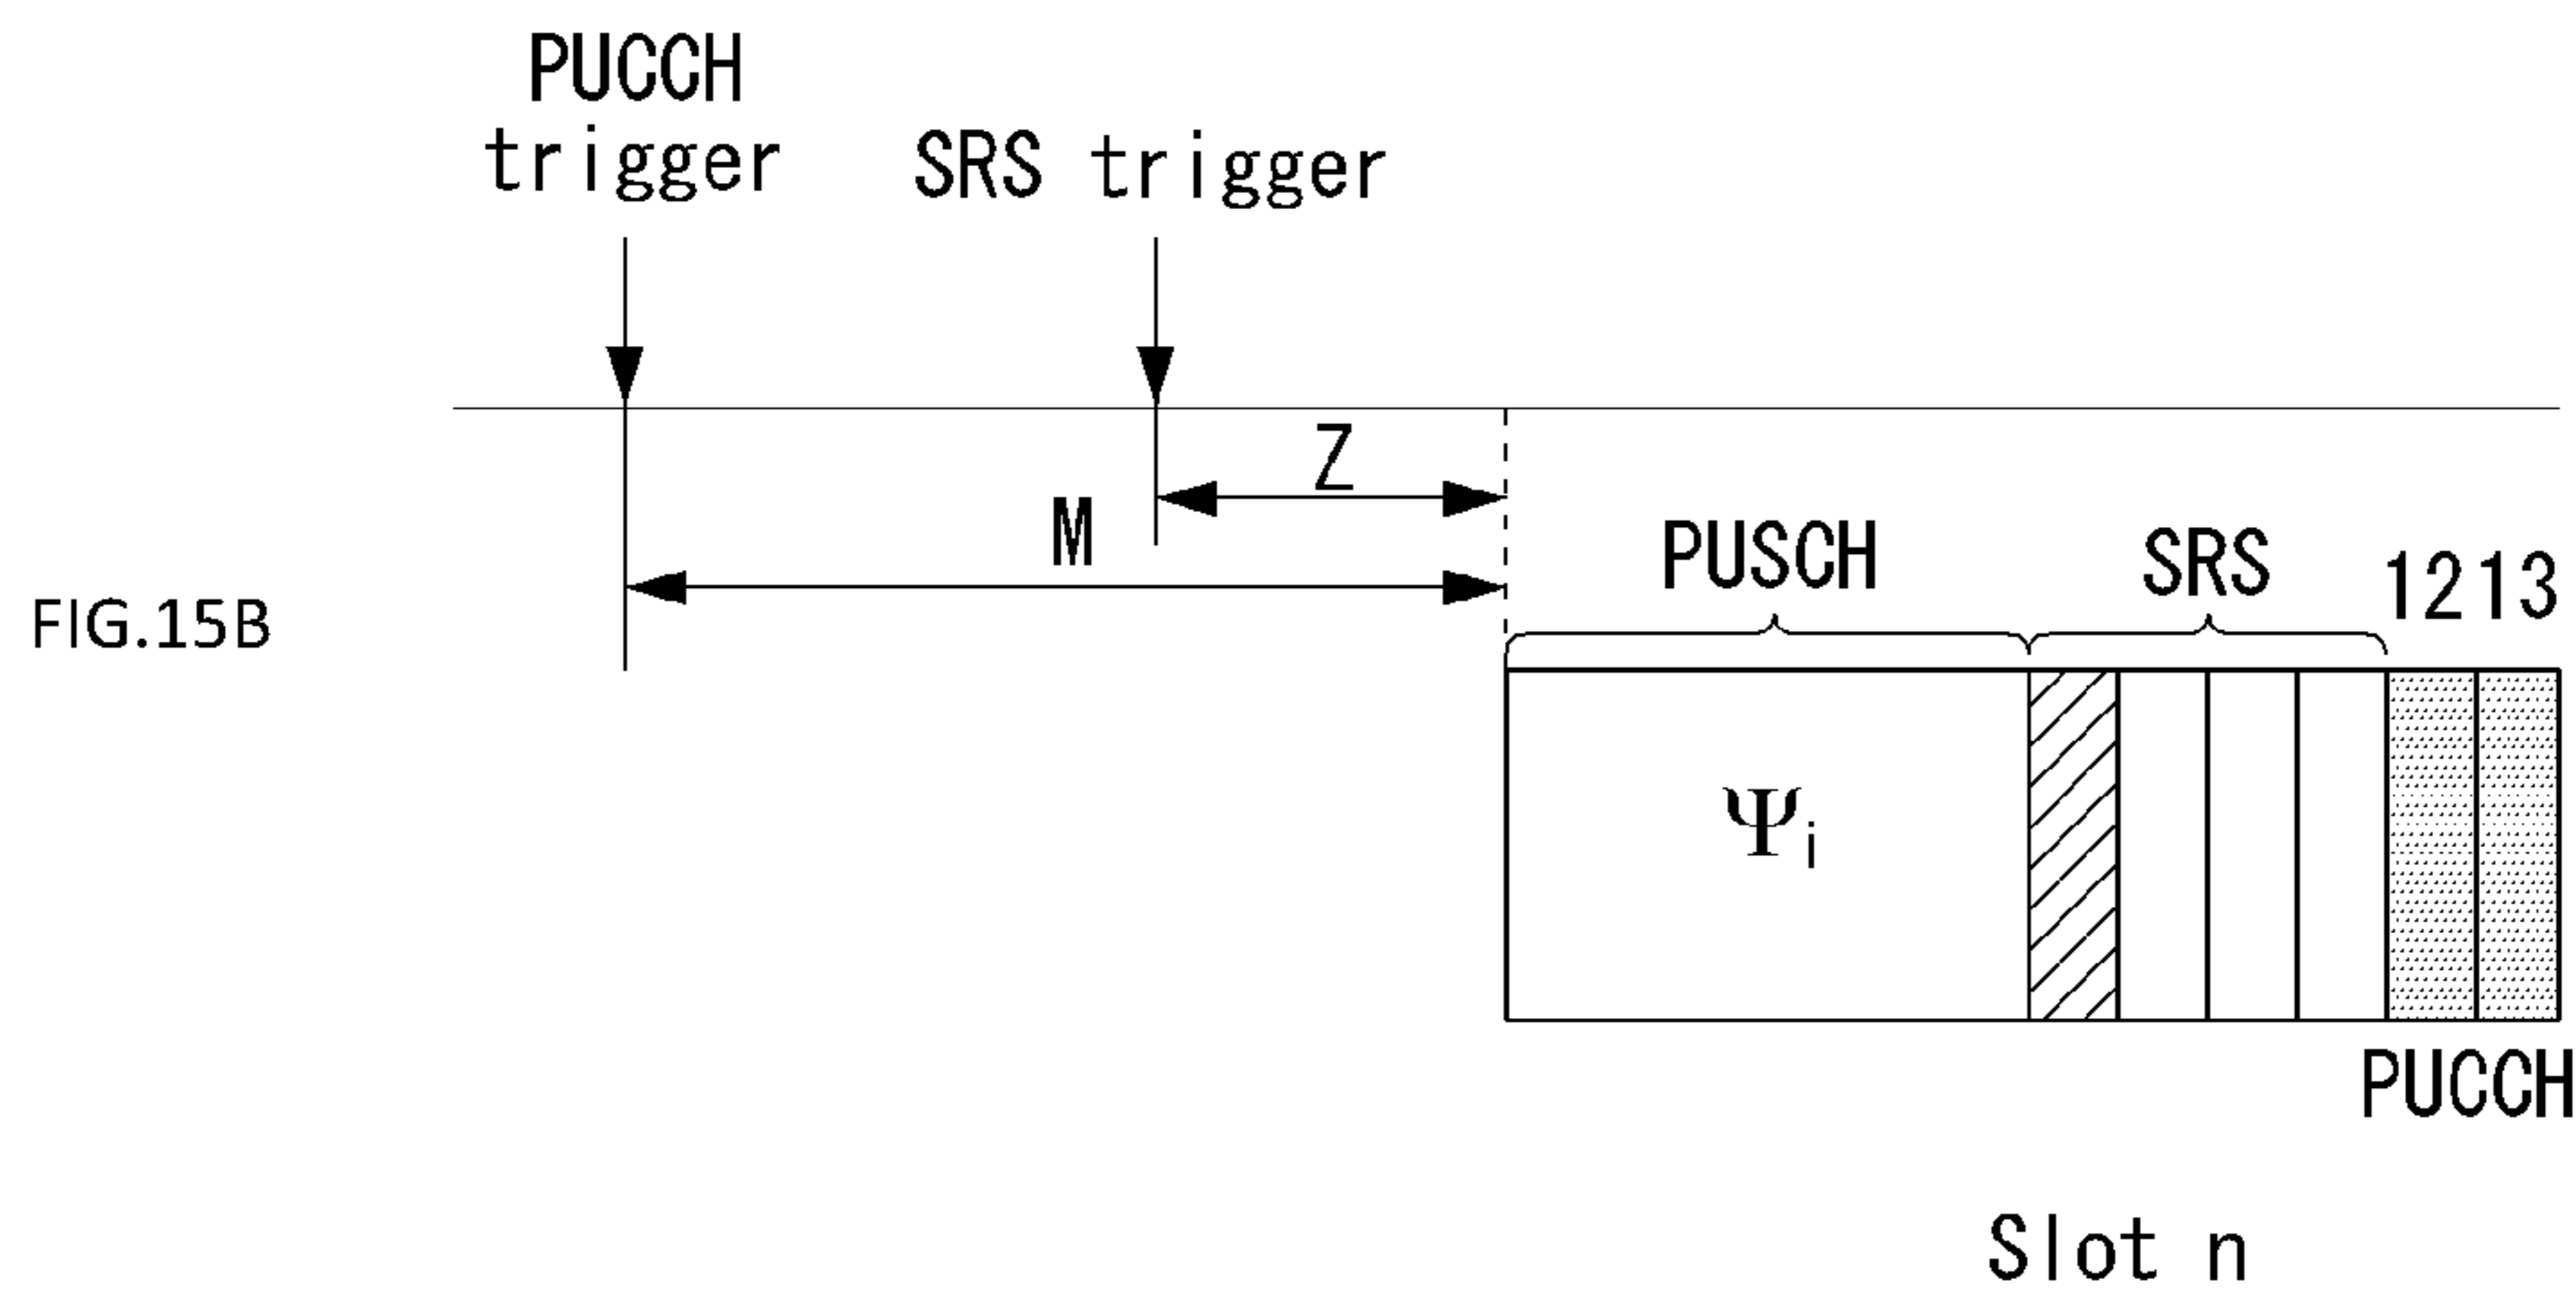 PUCCH
trigger
SRS trigger
Z
M
PUSCH
SRS
1213
FIG.15B
Ψi
PUCCH
Slot n